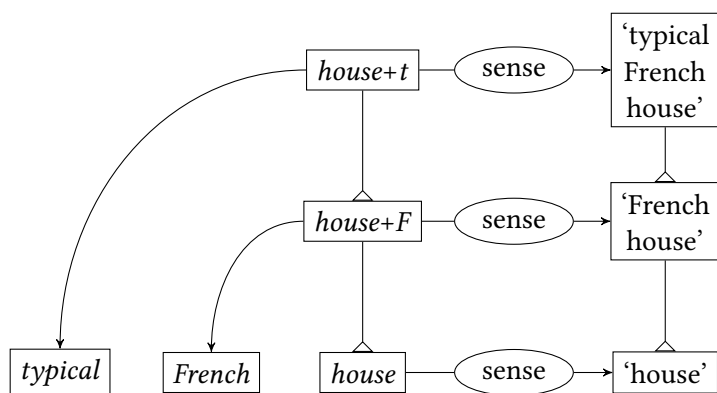 house+t sense ‘typical
French
house’
house+F sense ‘French
house’
typical French house sense ‘house’